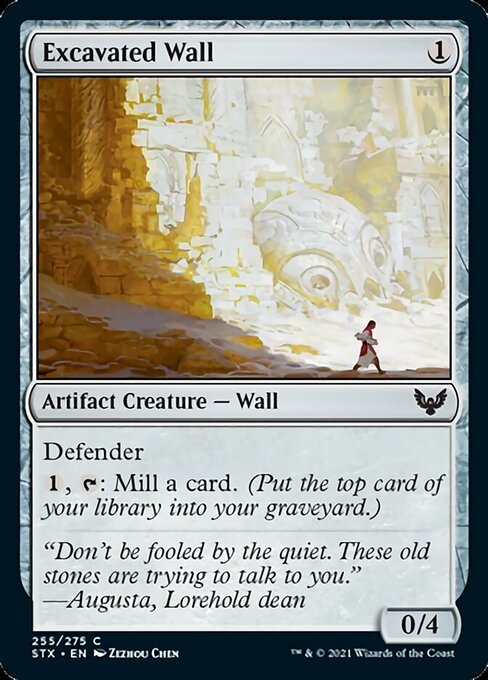 Excavated Wall 1
Artifact Creature — Wall
Defender
1, : Mill a card. (Put the top card of
your library into your graveyard.)
“Don’t be fooled by the quiet. These old
stones are trying to talk to you.”
—Augusta, Lorehold dean
0/4
255/275 C
STX • EN Zezhou Chen
™ & © 2021 Wizards of the Coast